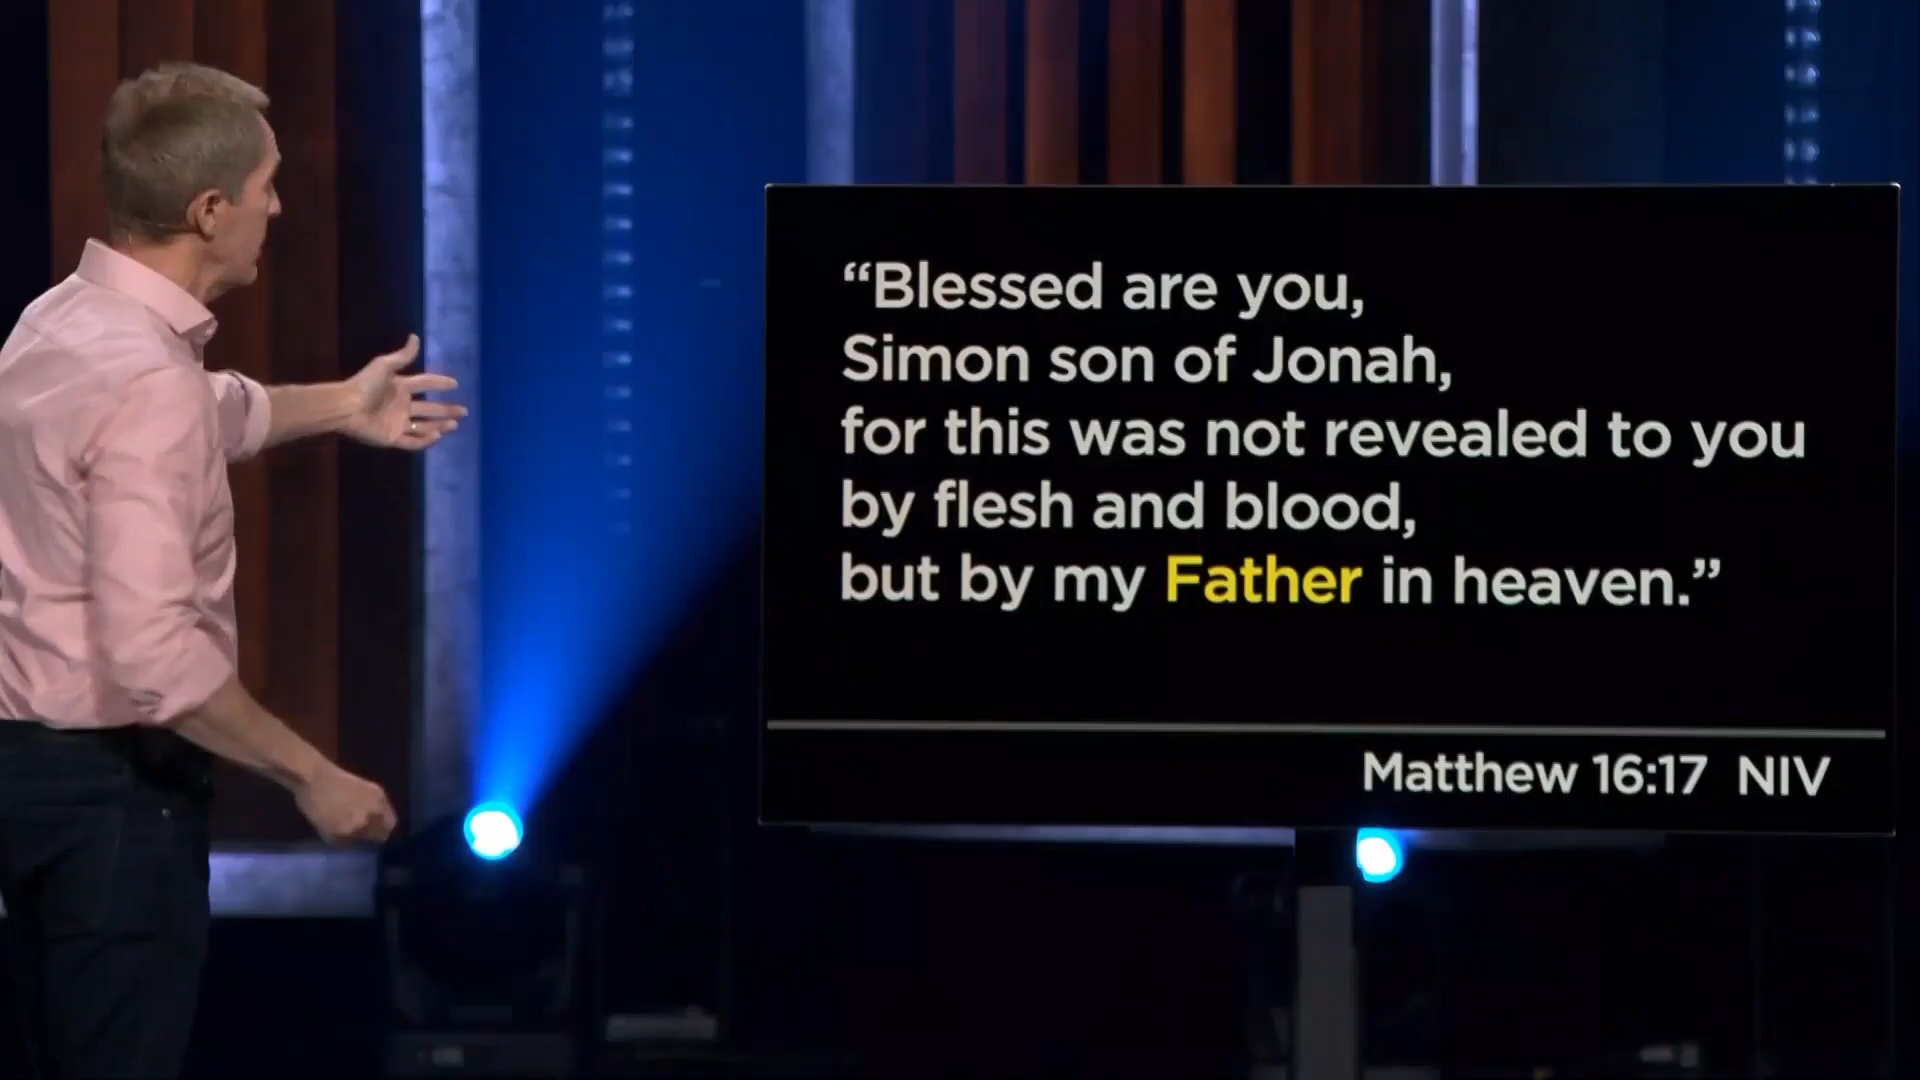 “Blessed are you,
Simon son of Jonah,
for this was not revealed to you
by flesh and blood,
but by my Father in heaven.”
Matthew 16:17 NIV